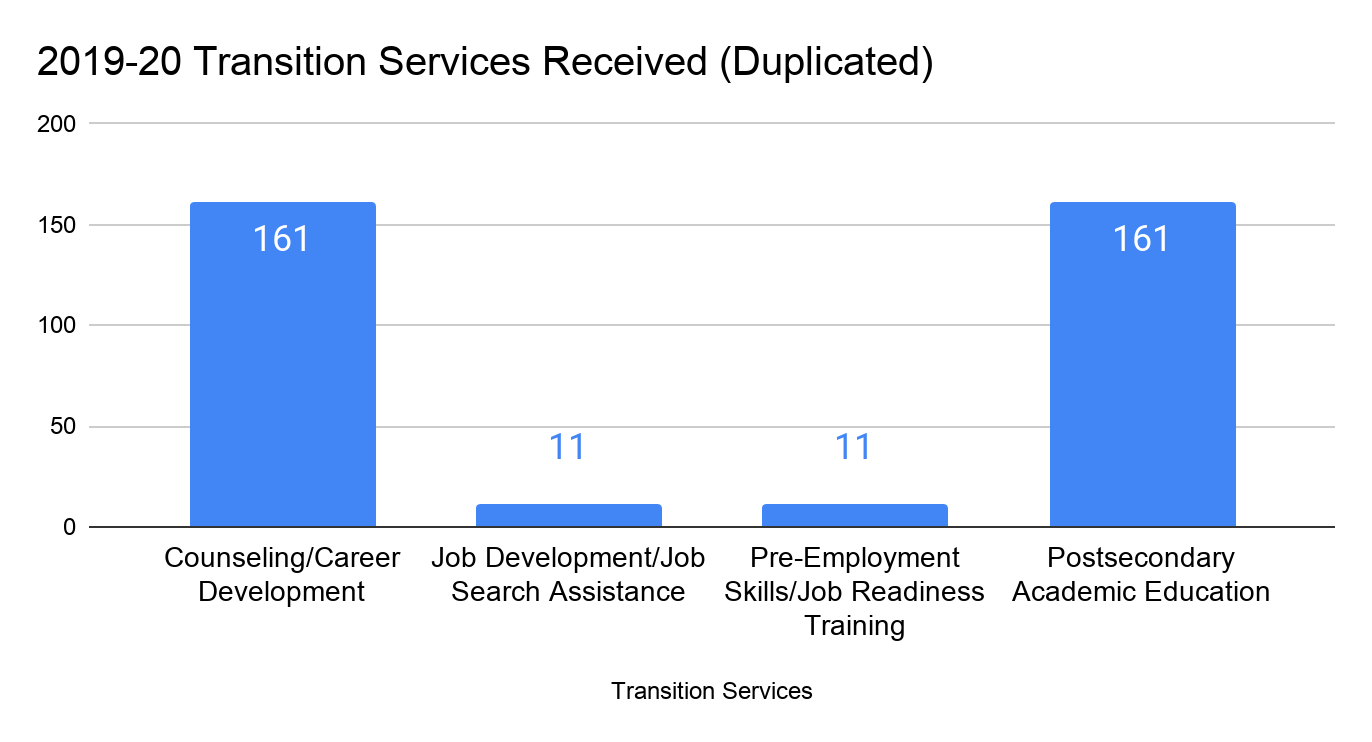 2019-20 Transition Services Received (Duplicated)
200
150
100
50
0
161
11
11
161
Counseling/Career
Development
Job Development/Job
Search Assistance
Pre-Employment
Skills/Job Readiness
Training
Postsecondary
Academic Education
Transition Services